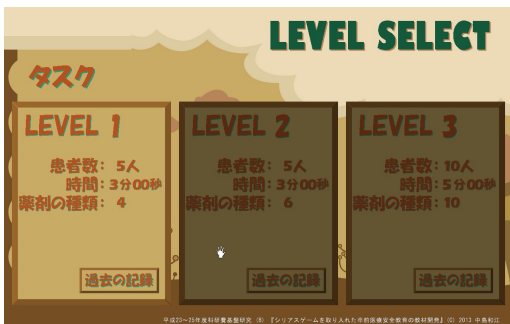 LEVEL SELECT
タスク
LEVEL 1
患者数: 5人
時間: 3分00秒
薬剤の種類: 4
過去の記録
LEVEL 2
患者数: 5人
時間: 3分00秒
薬剤の種類: 6
過去の記録
LEVEL 3
患者数: 10人
時間: 5分00秒
薬剤の種類: 10
過去の記録
平成23～25年度科研費基盤研究 (B) 『シリアスゲームを取り入れた卒前医療安全教育の教材開発』 (C) 2013 中島和江